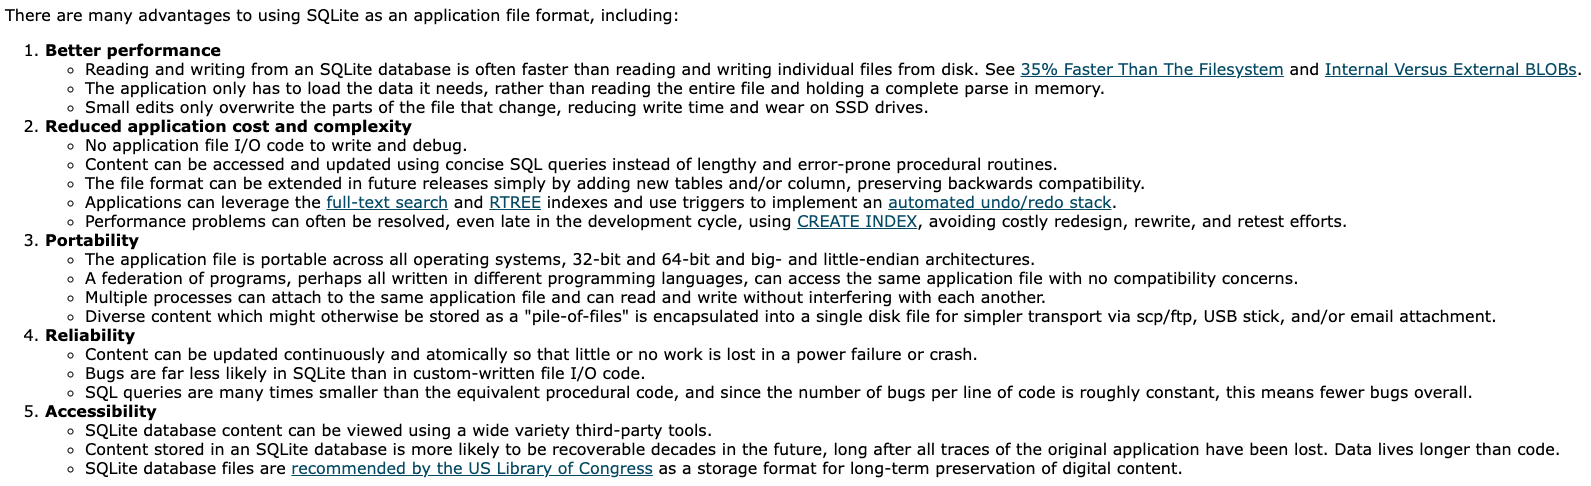 There are many advantages to using SQLite as an application file format, including:
1. Better performance
◦ Reading and writing from an SQLite database is often faster than reading and writing individual files from disk. See 35% Faster Than The Filesystem and Internal Versus External BLOBs.
◦ The application only has to load the data it needs, rather than reading the entire file and holding a complete parse in memory.
◦ Small edits only overwrite the parts of the file that change, reducing write time and wear on SSD drives.
2. Reduced application cost and complexity
◦ No application file I/O code to write and debug.
◦ Content can be accessed and updated using concise SQL queries instead of lengthy and error-prone procedural routines.
◦ The file format can be extended in future releases simply by adding new tables and/or column, preserving backwards compatibility.
◦ Applications can leverage the full-text search and RTREE indexes and use triggers to implement an automated undo/redo stack.
◦ Performance problems can often be resolved, even late in the development cycle, using CREATE INDEX, avoiding costly redesign, rewrite, and retest efforts.
3. Portability
◦ The application file is portable across all operating systems, 32-bit and 64-bit and big- and little-endian architectures.
◦ A federation of programs, perhaps all written in different programming languages, can access the same application file with no compatibility concerns.
◦ Multiple processes can attach to the same application file and can read and write without interfering with each another.
◦ Diverse content which might otherwise be stored as a "pile-of-files" is encapsulated into a single disk file for simpler transport via scp/ftp, USB stick, and/or email attachment.
4. Reliability
◦ Content can be updated continuously and atomically so that little or no work is lost in a power failure or crash.
◦ Bugs are far less likely in SQLite than in custom-written file I/O code.
◦ SQL queries are many times smaller than the equivalent procedural code, and since the number of bugs per line of code is roughly constant, this means fewer bugs overall.
5. Accessibility
◦ SQLite database content can be viewed using a wide variety third-party tools.
◦ Content stored in an SQLite database is more likely to be recoverable decades in the future, long after all traces of the original application have been lost. Data lives longer than code.
◦ SQLite database files are recommended by the US Library of Congress as a storage format for long-term preservation of digital content.